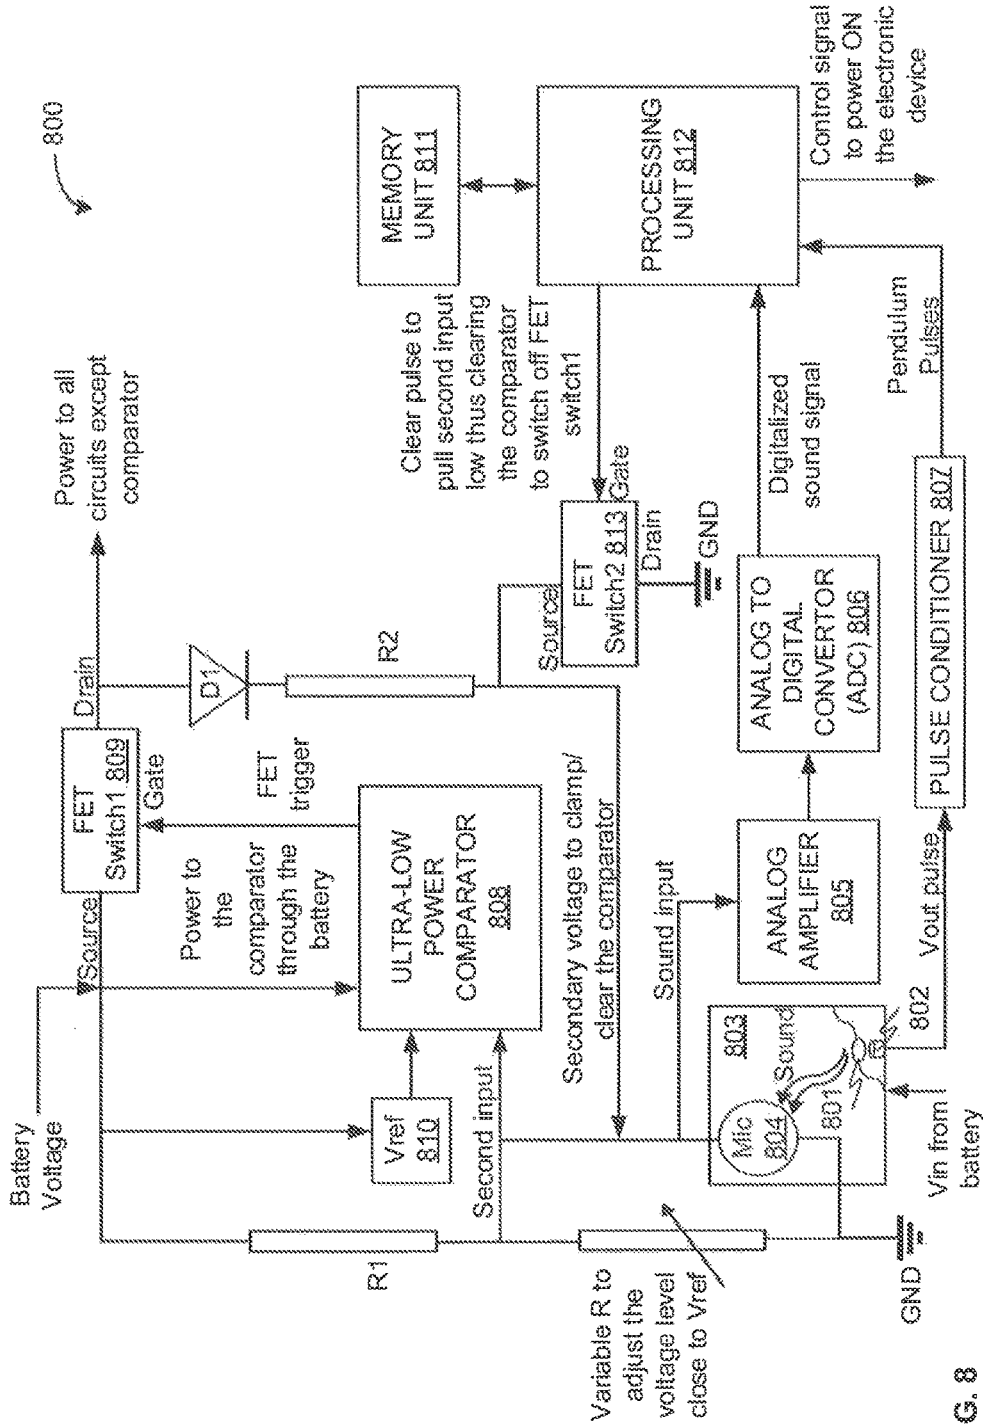 800
Battery
Voltage
Source
FET
Switch1 809
Drain
Gate
Power to all
circuits except
comparator
Power to
the
comparator
through the
battery
FET
trigger
D1
R2
R1
Vref
810
ULTRA-LOW
POWER
COMPARATOR
808
Second input
Clear pulse to
pull second input
low thus clearing
the comparator
to switch off FET
switch1
MEMORY
UNIT 811
PROCESSING
UNIT 812
Source
FET
Switch2 813
Gate
Drain
GND
Secondary voltage to clamp/
clear the comparator
Variable R to
adjust the
voltage level
close to Vref
Sound input
Mic
804
803
Sound
801
802
ANALOG
AMPLIFIER
805
ANALOG TO
DIGITAL
CONVERTOR
(ADC) 806
Digitalized
sound signal
Control signal
to power ON
the electronic
device
GND
Vin from
battery
Vout pulse
PULSE CONDITIONER 807
Pendulum
Pulses
G. 8